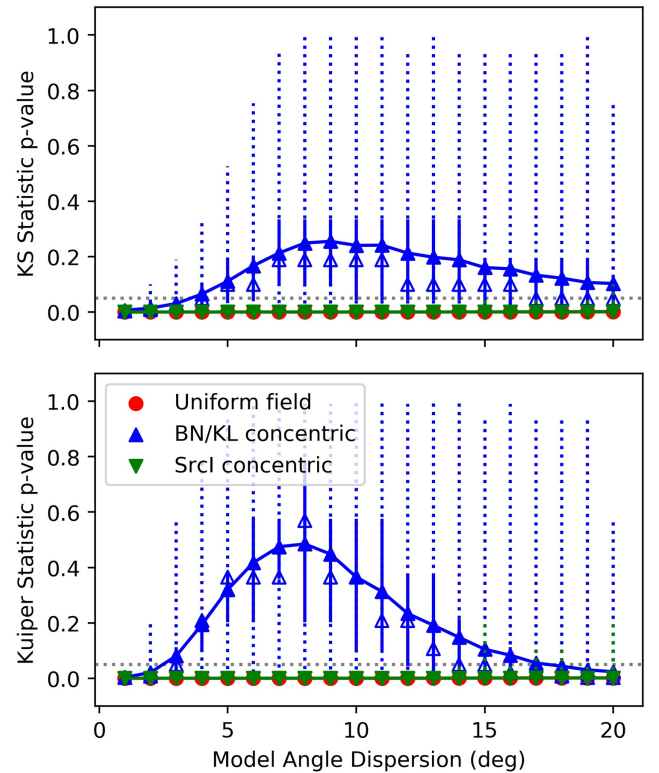 1.0
0.8
0.6
0.4
0.2
0.0
KS Statistic p-value
1.0
0.8
0.6
0.4
0.2
0.0
Kuiper Statistic p-value
Uniform field
BN/KL concentric
SrcI concentric
0 5 10 15 20
Model Angle Dispersion (deg)